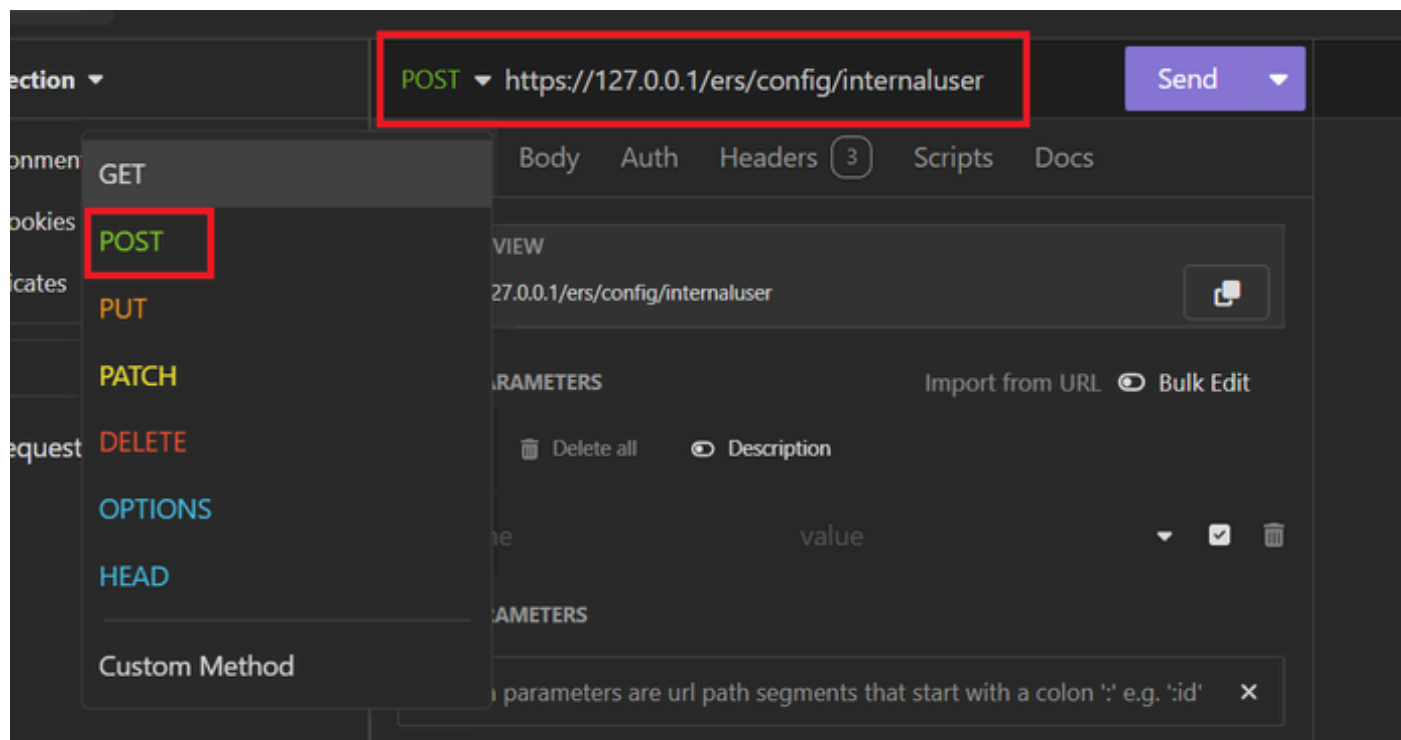 ection
POST https://127.0.0.1/ers/config/internaluser Send
onmen
ookies
icates
equest
GET
POST
PUT
PATCH
DELETE
OPTIONS
HEAD
Custom Method
Body Auth Headers 3 Scripts Docs
VIEW
27.0.0.1/ers/config/internaluser
RAMETERS Import from URL Bulk Edit
Delete all Description
e value
AMETERS
parameters are url path segments that start with a colon ':' e.g. ':id'